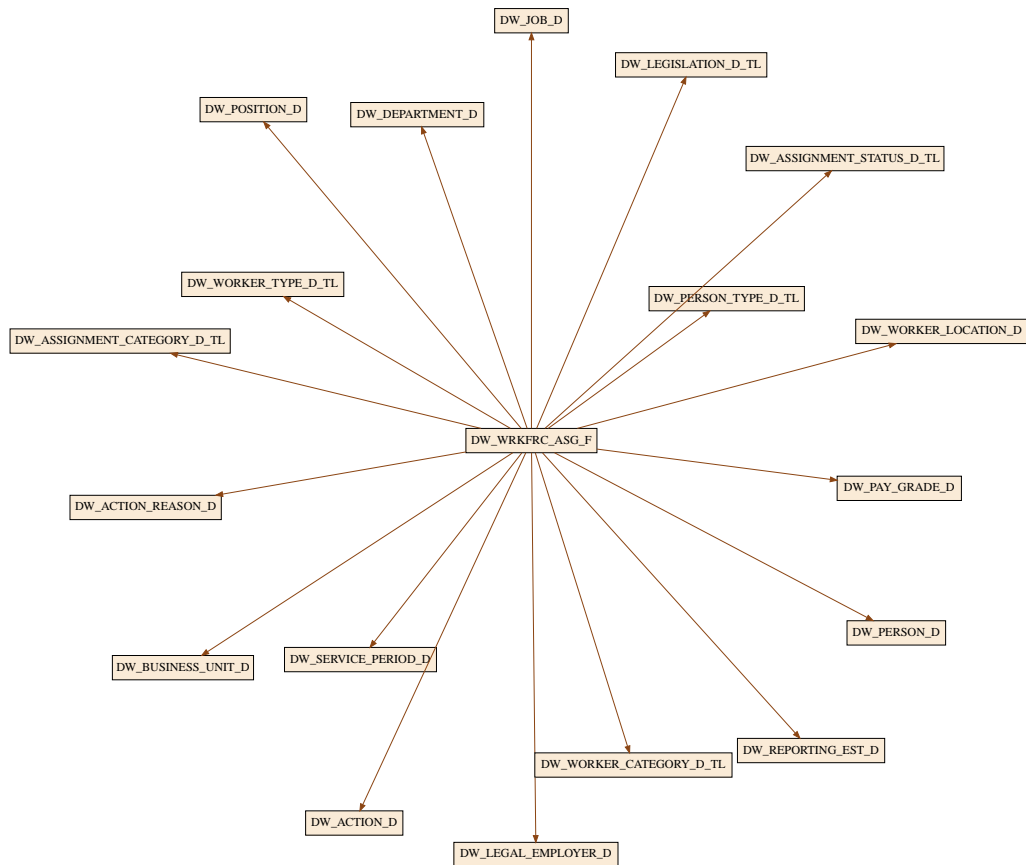 DW_JOB_D
DW_LEGISLATION_D_TL
DW_POSITION_D
DW_DEPARTMENT_D
DW_ASSIGNMENT_STATUS_D_TL
DW_WORKER_TYPE_D_TL
DW_PERSON_TYPE_D_TL
DW_ASSIGNMENT_CATEGORY_D_TL
DW_WORKER_LOCATION_D
DW_WRKFRC_ASG_F
DW_PAY_GRADE_D
DW_ACTION_REASON_D
DW_PERSON_D
DW_SERVICE_PERIOD_D
DW_BUSINESS_UNIT_D
DW_REPORTING_EST_D
DW_WORKER_CATEGORY_D_TL
DW_ACTION_D
DW_LEGAL_EMPLOYER_D